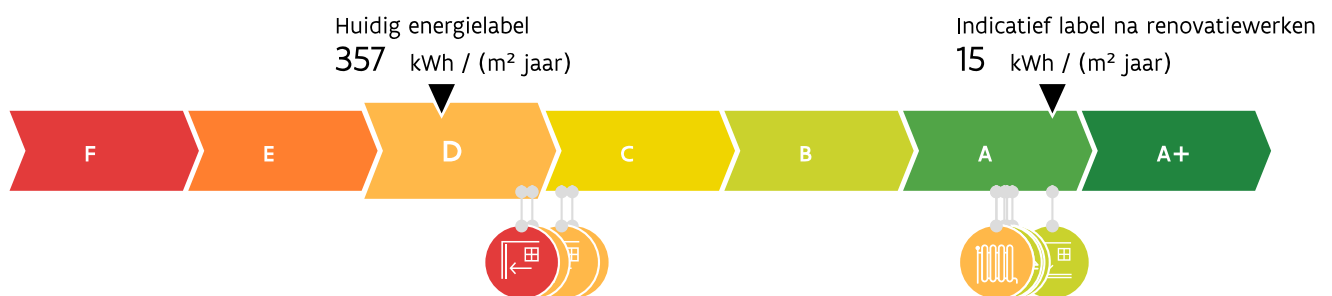 Huidig energielabel
357 kWh / (m² jaar)
Indicatief label na renovatiewerken
15 kWh / (m² jaar)
F E D C B A A+